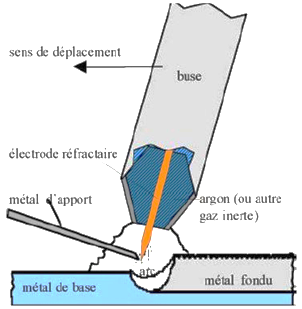 sens de déplacement
buse
électrode réfractaire
métal d'apport
argon (ou autre
gaz inerte)
arc
métal de base
métal fondu